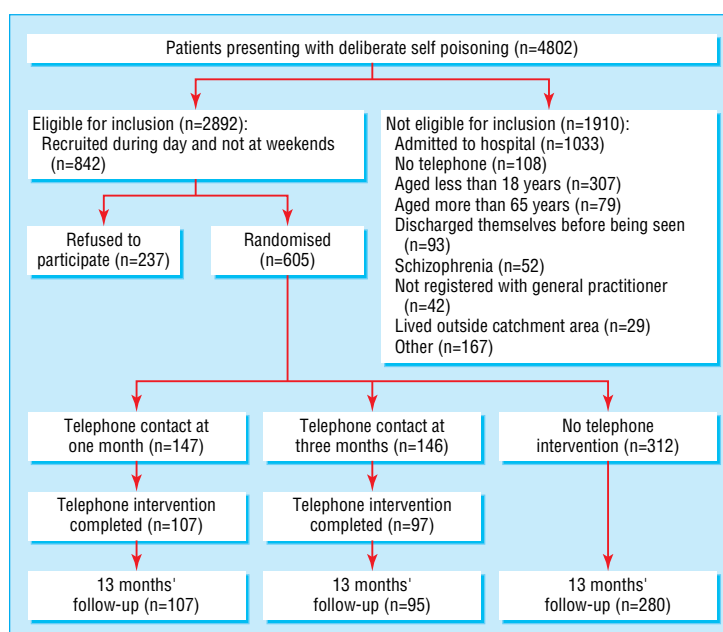 Patients presenting with deliberate self poisoning (n=4802)
Eligible for inclusion (n=2892):
Recruited during day and not at weekends
(n=842)
Not eligible for inclusion (n=1910):
Admitted to hospital (n=1033)
No telephone (n=108)
Aged less than 18 years (n=307)
Aged more than 65 years (n=79)
Discharged themselves before being seen
(n=93)
Schizophrenia (n=52)
Not registered with general practitioner
(n=42)
Lived outside catchment area (n=29)
Other (n=167)
Refused to
participate (n=237)
Randomised
(n=605)
Telephone contact at
one month (n=147)
Telephone contact at
three months (n=146)
No telephone
intervention (n=312)
Telephone intervention
completed (n=107)
Telephone intervention
completed (n=97)
13 months'
follow-up (n=107)
13 months'
follow-up (n=95)
13 months'
follow-up (n=280)